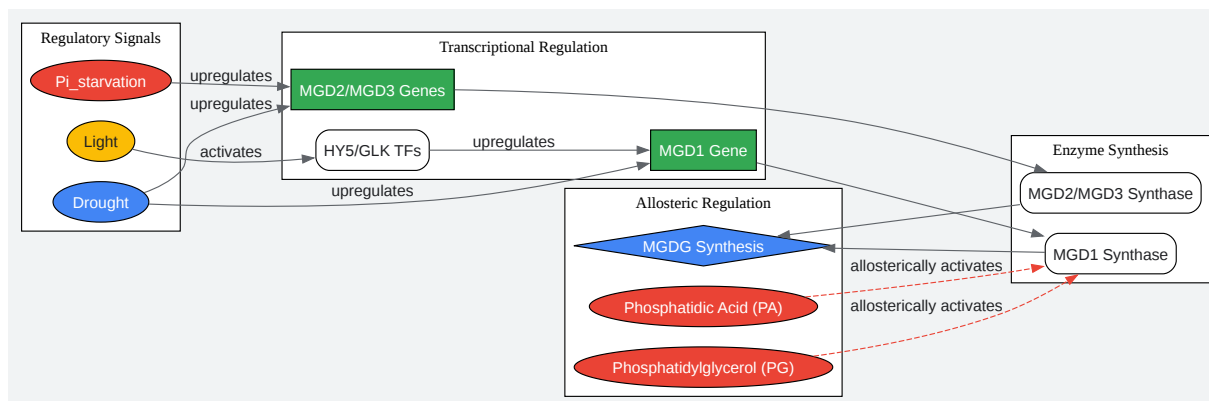 Regulatory Signals
Pi_starvation
Light
Drought
upregulates
upregulates
activates
upregulates
Transcriptional Regulation
MGD2/MGD3 Genes
HY5/GLK TFs
upregulates
MGD1 Gene
Allosteric Regulation
MGDG Synthesis
Phosphatidic Acid (PA)
Phosphatidylglycerol (PG)
allosterically activates
allosterically activates
Enzyme Synthesis
MGD2/MGD3 Synthase
MGD1 Synthase